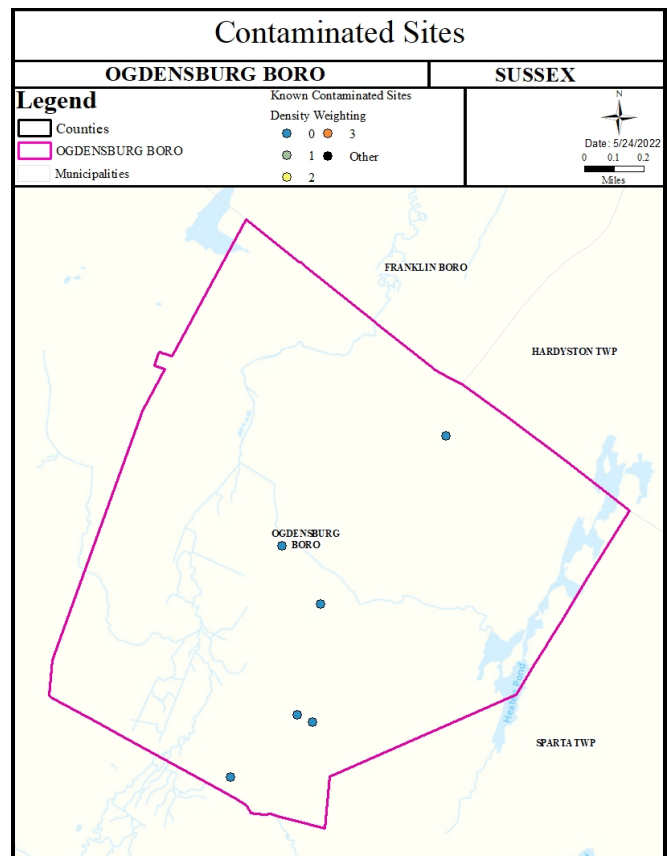 Contaminated Sites
OGDENSBURG BORO
SUSSEX
Legend
Counties
OGDENSBURG BORO
Municipalities
Known Contaminated Sites
Density Weighting
0 3
1 Other
2
N
Date: 5/24/2022
0 0.1 0.2
Miles
FRANKLIN BORO
HARDYSTON TWP
OGDENSBURG
BORO
Heaters Pond
SPARTA TWP